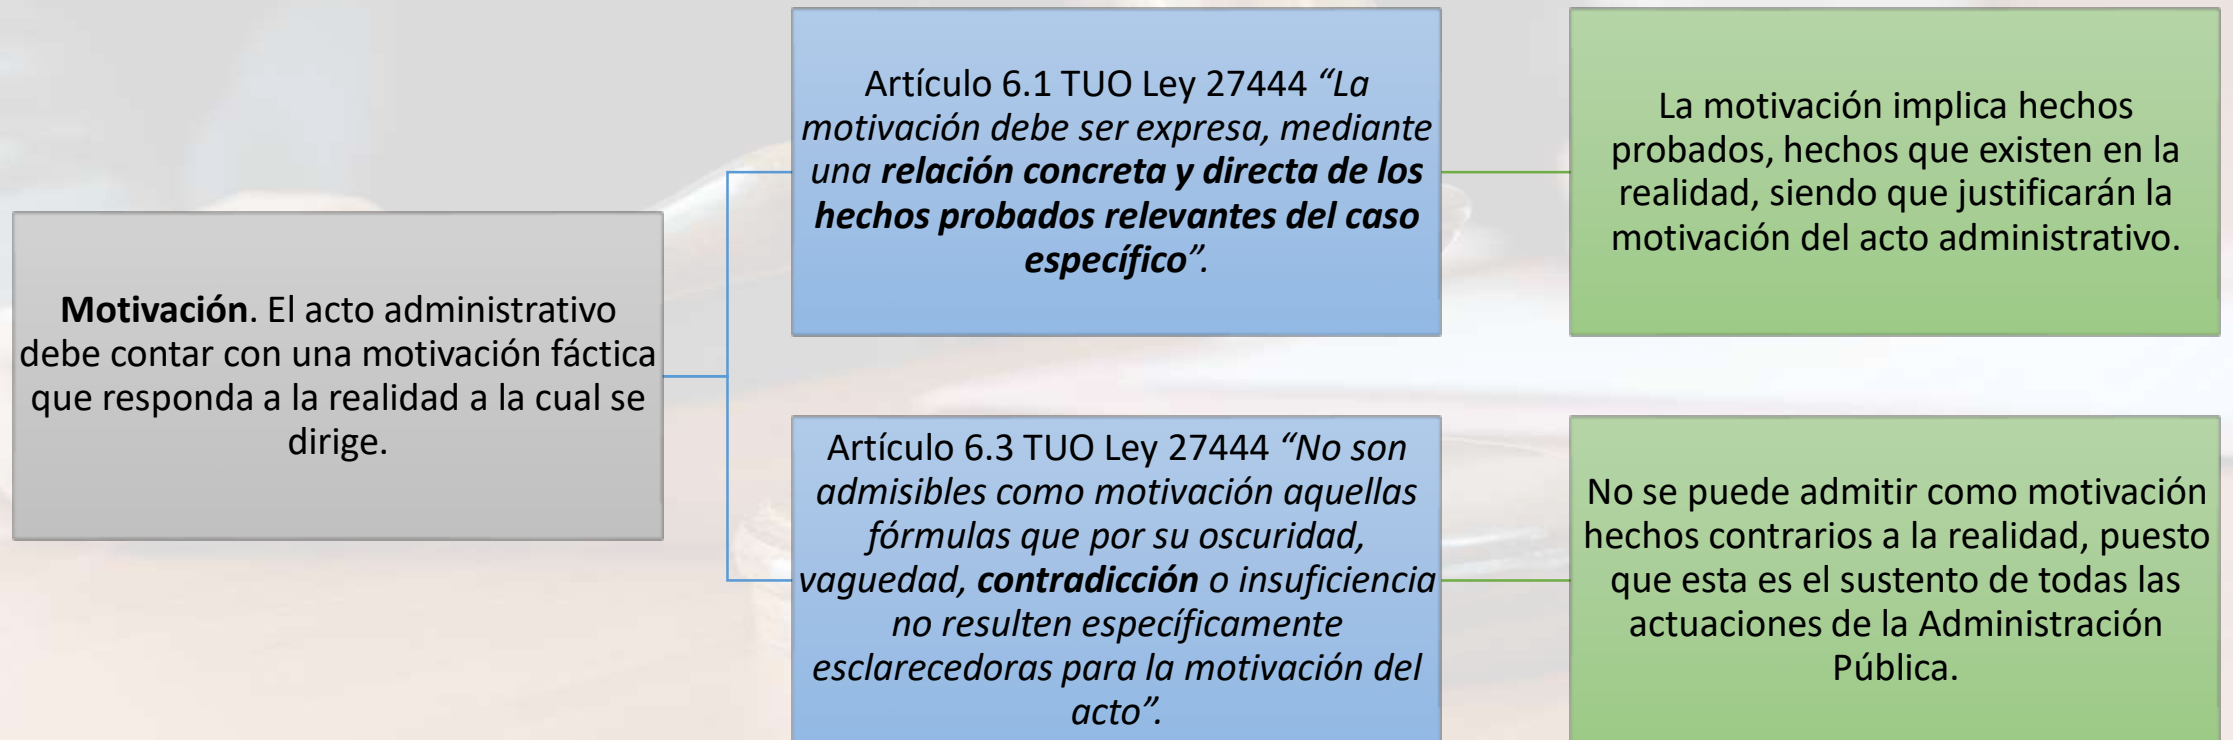 Motivación. El acto administrativo
debe contar con una motivación fáctica
que responda a la realidad a la cual se
dirige.
Artículo 6.1 TUO Ley 27444 “La
motivación debe ser expresa, mediante
una relación concreta y directa de los
hechos probados relevantes del caso
específico”.
La motivación implica hechos
probados, hechos que existen en la
realidad, siendo que justificarán la
motivación del acto administrativo.
Artículo 6.3 TUO Ley 27444 “No son
admisibles como motivación aquellas
fórmulas que por su oscuridad,
vaguedad, contradicción o insuficiencia
no resulten específicamente
esclarecedoras para la motivación del
acto”.
No se puede admitir como motivación
hechos contrarios a la realidad, puesto
que esta es el sustento de todas las
actuaciones de la Administración
Pública.